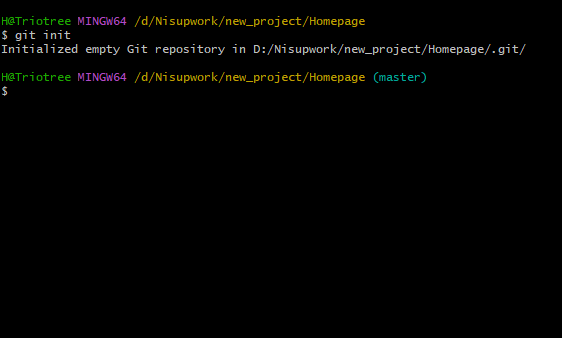 H@Triotree MINGW64 /d/Nisupwork/new_project/Homepage
$ git init
Initialized empty Git repository in D:/Nisupwork/new_project/Homepage/.git/
H@Triotree MINGW64 /d/Nisupwork/new_project/Homepage (master)
$